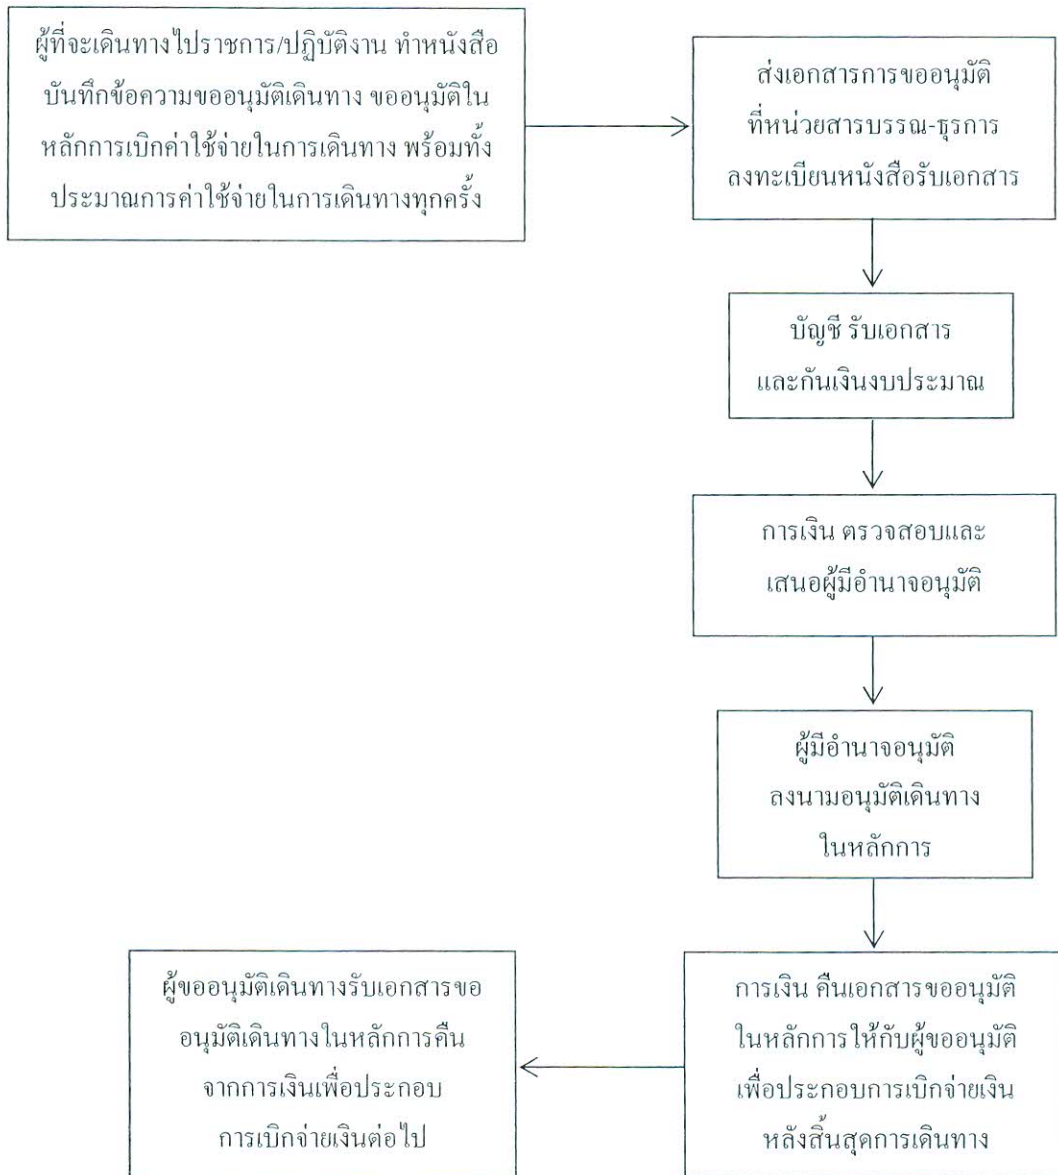 ผู้ที่จะเดินทางไปราชการ/ปฏิบัติงาน ทำหนังสือ
บันทึกข้อความขออนุมัติเดินทาง ขออนุมัติใน
หลักการเบิกค่าใช้จ่ายในการเดินทาง พร้อมทั้ง
ประมาณการค่าใช้จ่ายในการเดินทางทุกครั้ง
ส่งเอกสารการขออนุมัติ
ที่หน่วยสารบรรณ-ธุรการ
ลงทะเบียนหนังสือรับเอกสาร
บัญชี รับเอกสาร
และกันเงินงบประมาณ
การเงิน ตรวจสอบและ
เสนอผู้มีอำนาจอนุมัติ
ผู้มีอำนาจอนุมัติ
ลงนามอนุมัติเดินทาง
ในหลักการ
การเงิน คืนเอกสารขออนุมัติ
ในหลักการให้กับผู้ขออนุมัติ
เพื่อประกอบการเบิกจ่ายเงิน
หลังสิ้นสุดการเดินทาง
ผู้ขออนุมัติเดินทางรับเอกสารขอ
อนุมัติเดินทางในหลักการคืน
จากการเงินเพื่อประกอบ
การเบิกจ่ายเงินต่อไป